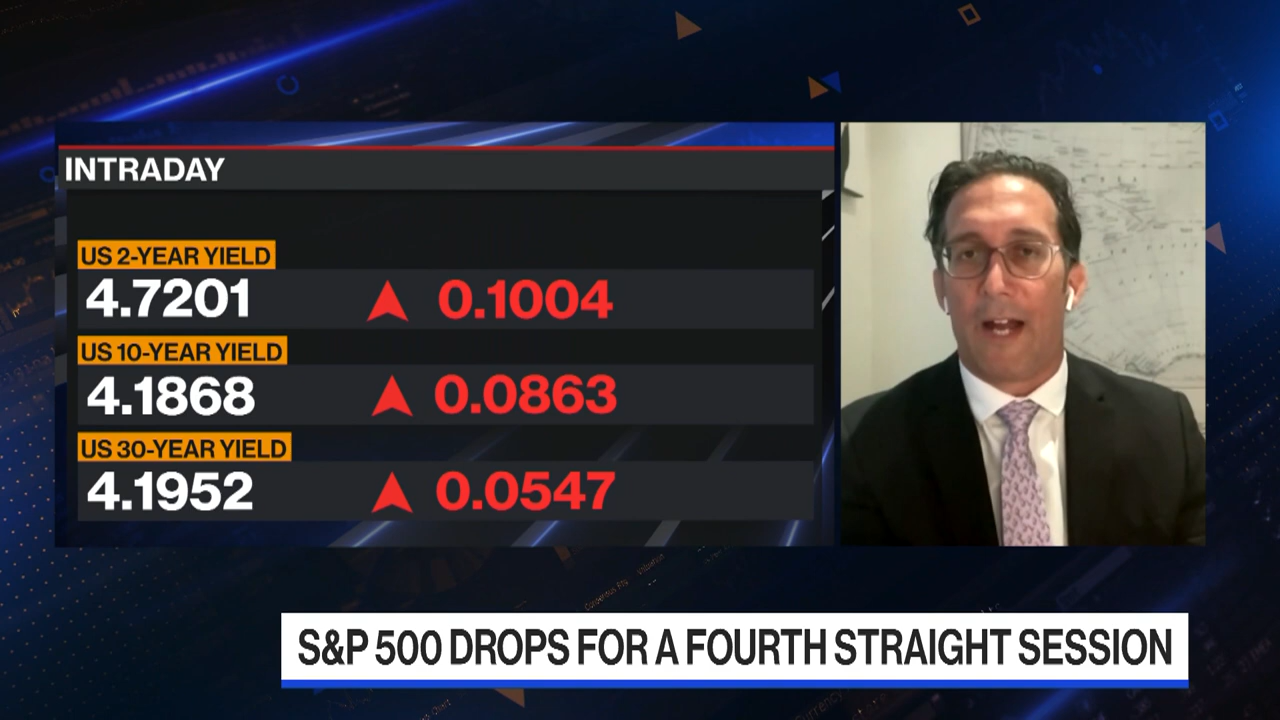 INTRADAY
US 2-YEAR YIELD
4.7201 ▲ 0.1004
US 10-YEAR YIELD
4.1868 ▲ 0.0863
US 30-YEAR YIELD
4.1952 ▲ 0.0547
S&P 500 DROPS FOR A FOURTH STRAIGHT SESSION